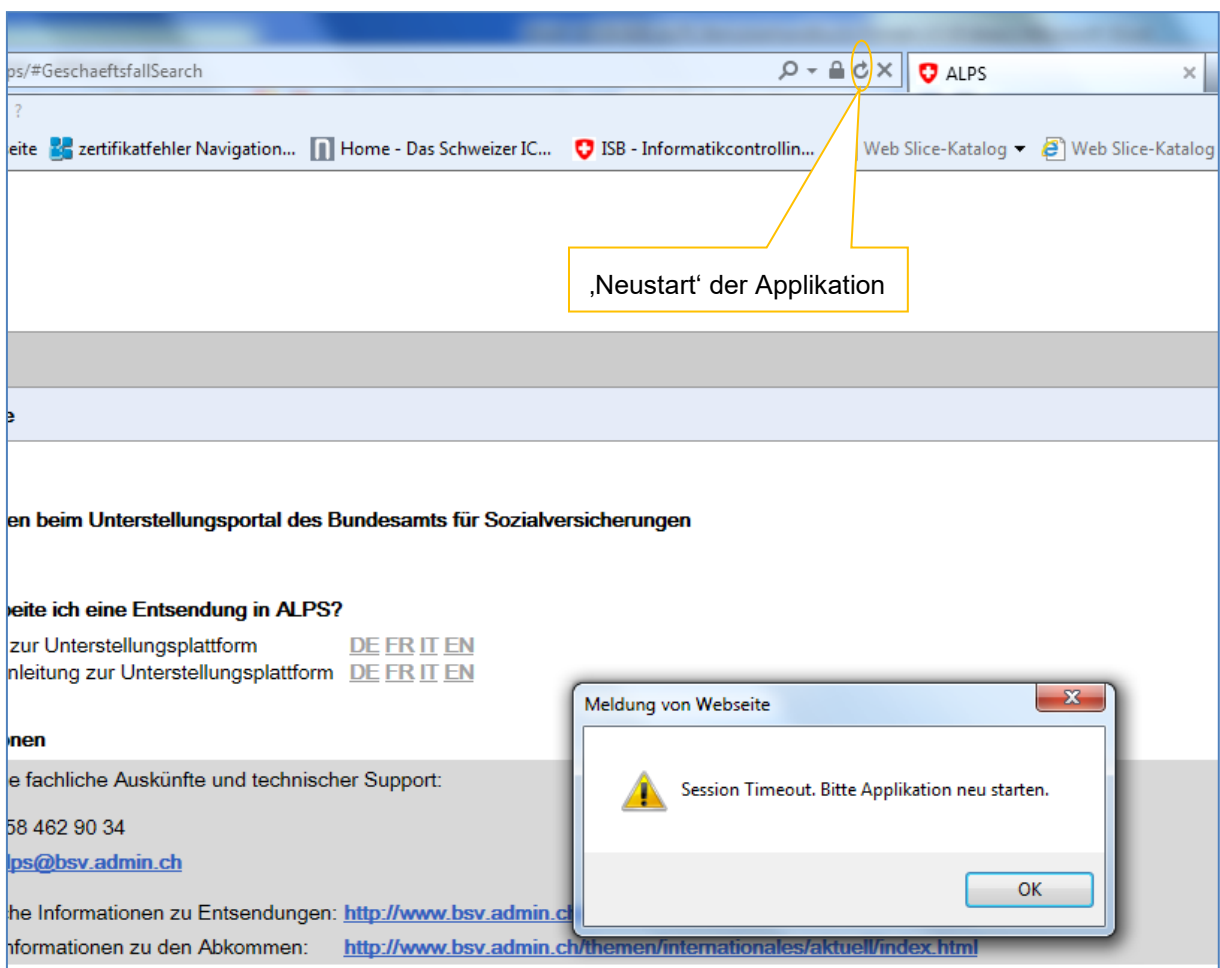 ps/#GeschaeftsfallSearch
ALPS
?
eite zertifikatfehler Navigation... Home - Das Schweizer IC... ISB - Informatikcontrollin... Web Slice-Katalog Web Slice-Katalog
‚Neustart‘ der Applikation
e
en beim Unterstellungsportal des Bundesamts für Sozialversicherungen
beite ich eine Entsendung in ALPS?
zur Unterstellungsplattform DE FR IT EN
nleitung zur Unterstellungsplattform DE FR IT EN
onen
Meldung von Webseite
e fachliche Auskünfte und technischer Support:
Session Timeout. Bitte Applikation neu starten.
58 462 90 34
lps@bsv.admin.ch
OK
che Informationen zu Entsendungen: http://www.bsv.admin.c
nformationen zu den Abkommen: http://www.bsv.admin.ch/themen/internationales/aktuell/index.html